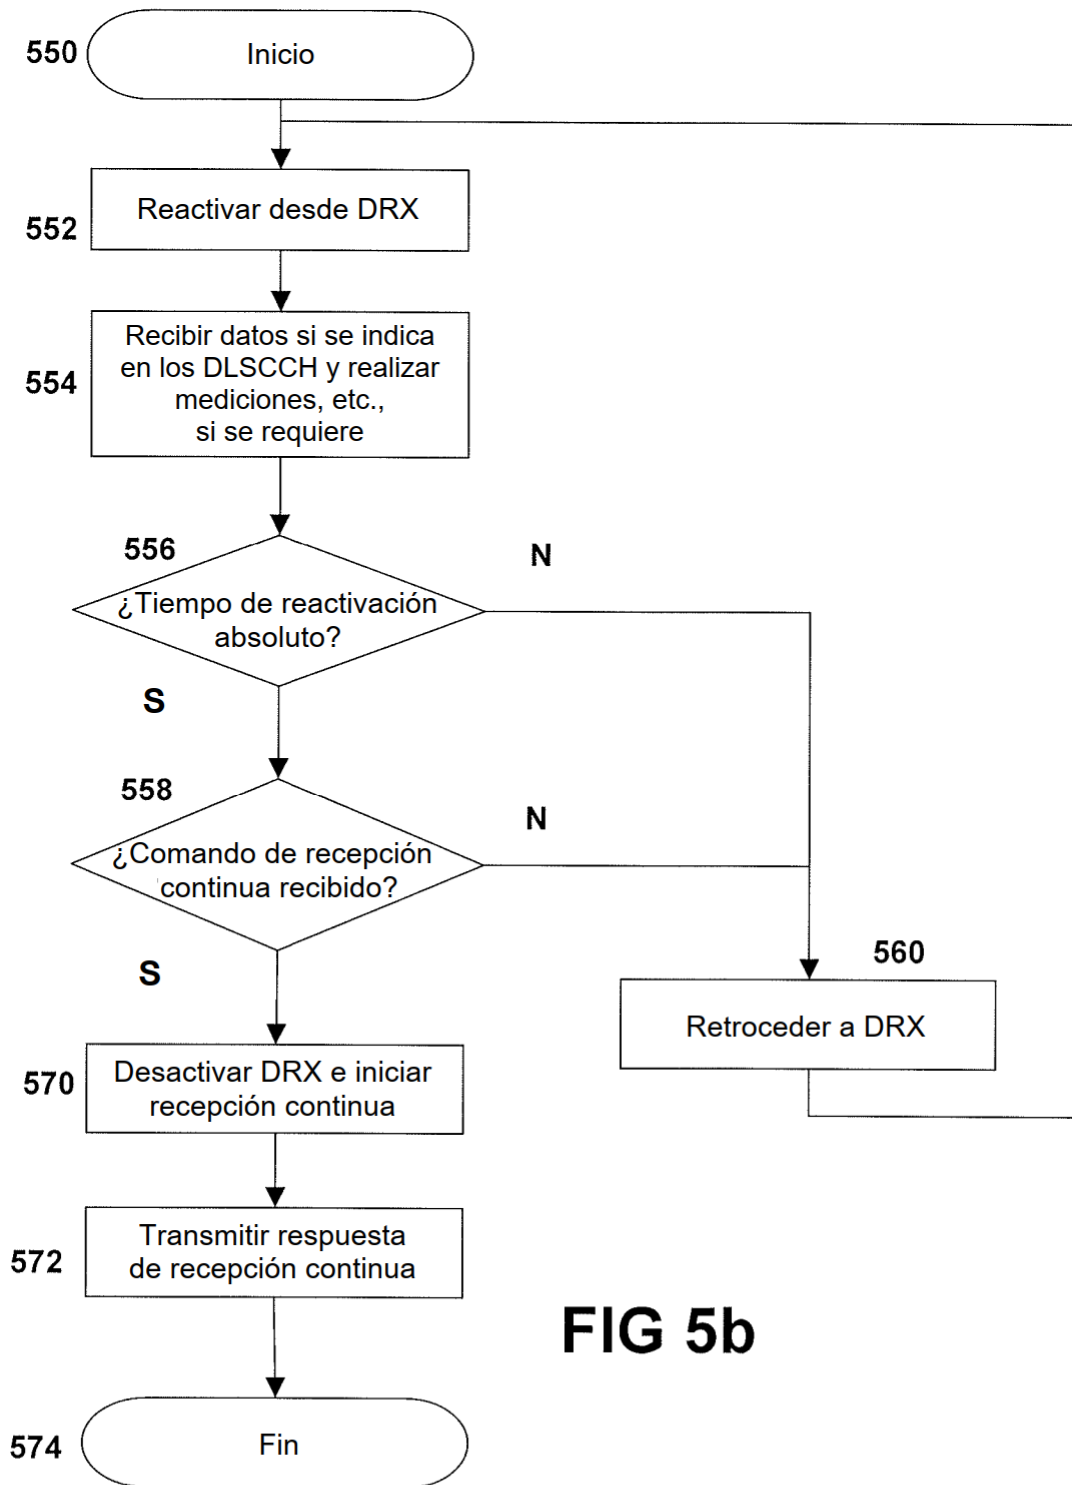 550
Inicio
552
Reactivar desde DRX
554
Recibir datos si se indica
en los DLSCCH y realizar
mediciones, etc.,
si se requiere
556
¿Tiempo de reactivación
absoluto?
N
S
558
¿Comando de recepción
continua recibido?
N
S
560
Retroceder a DRX
570
Desactivar DRX e iniciar
recepción continua
572
Transmitir respuesta
de recepción continua
FIG 5b
574
Fin